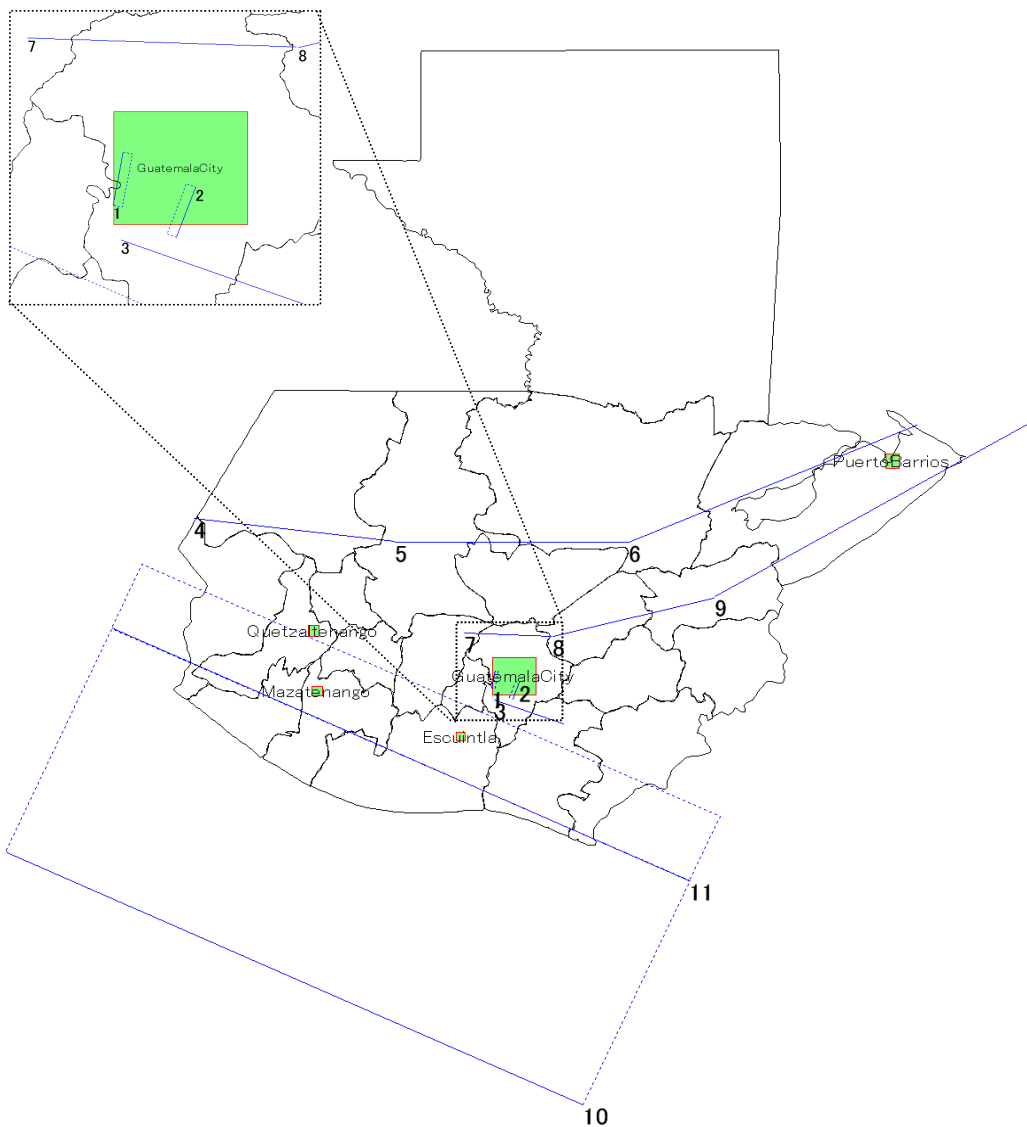 7
8
GuatemalaCity
2
1
3
PuertoBarrios
4
5
6
9
Quetzaltenango
7
8
GuatemalaCity
Mazatenango
1
2
3
Escuintla
11
10